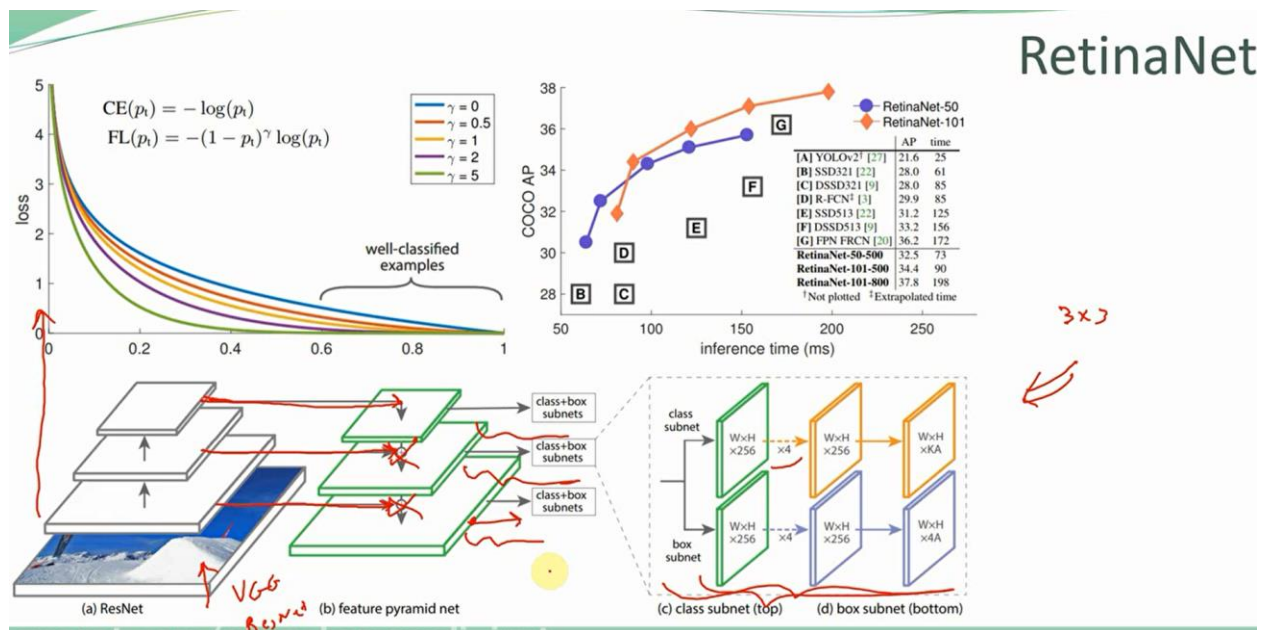 RetinaNet
5
4
3
2
1
0
loss
CE(pₜ) = − log(pₜ)
FL(pₜ) = −(1 − pₜ)^γ log(pₜ)
γ = 0
γ = 0.5
γ = 1
γ = 2
γ = 5
well-classified
examples
0 0.2 0.4 0.6 0.8 1
38
36
34
32
30
28
COCO AP
B
C
D
E
F
G
RetinaNet-50
RetinaNet-101
AP time
[A] YOLOv2† [27] 21.6 25
[B] SSD321 [22] 28.0 61
[C] DSSD321 [9] 28.0 85
[D] R-FCN‡ [3] 29.9 85
[E] SSD513 [22] 31.2 125
[F] DSSD513 [9] 33.2 156
[G] FPN FRCN [20] 36.2 172
RetinaNet-50-500 32.5 73
RetinaNet-101-500 34.4 90
RetinaNet-101-800 37.8 198
†Not plotted ‡Extrapolated time
50 100 150 200 250
inference time (ms)
3 x 3
class+box
subnets
class+box
subnets
class+box
subnets
class
subnet
W×H
×256
×4
W×H
×256
W×H
×KA
box
subnet
W×H
×256
×4
W×H
×256
W×H
×4A
VGG
ResNet
(a) ResNet
(b) feature pyramid net
(c) class subnet (top)
(d) box subnet (bottom)